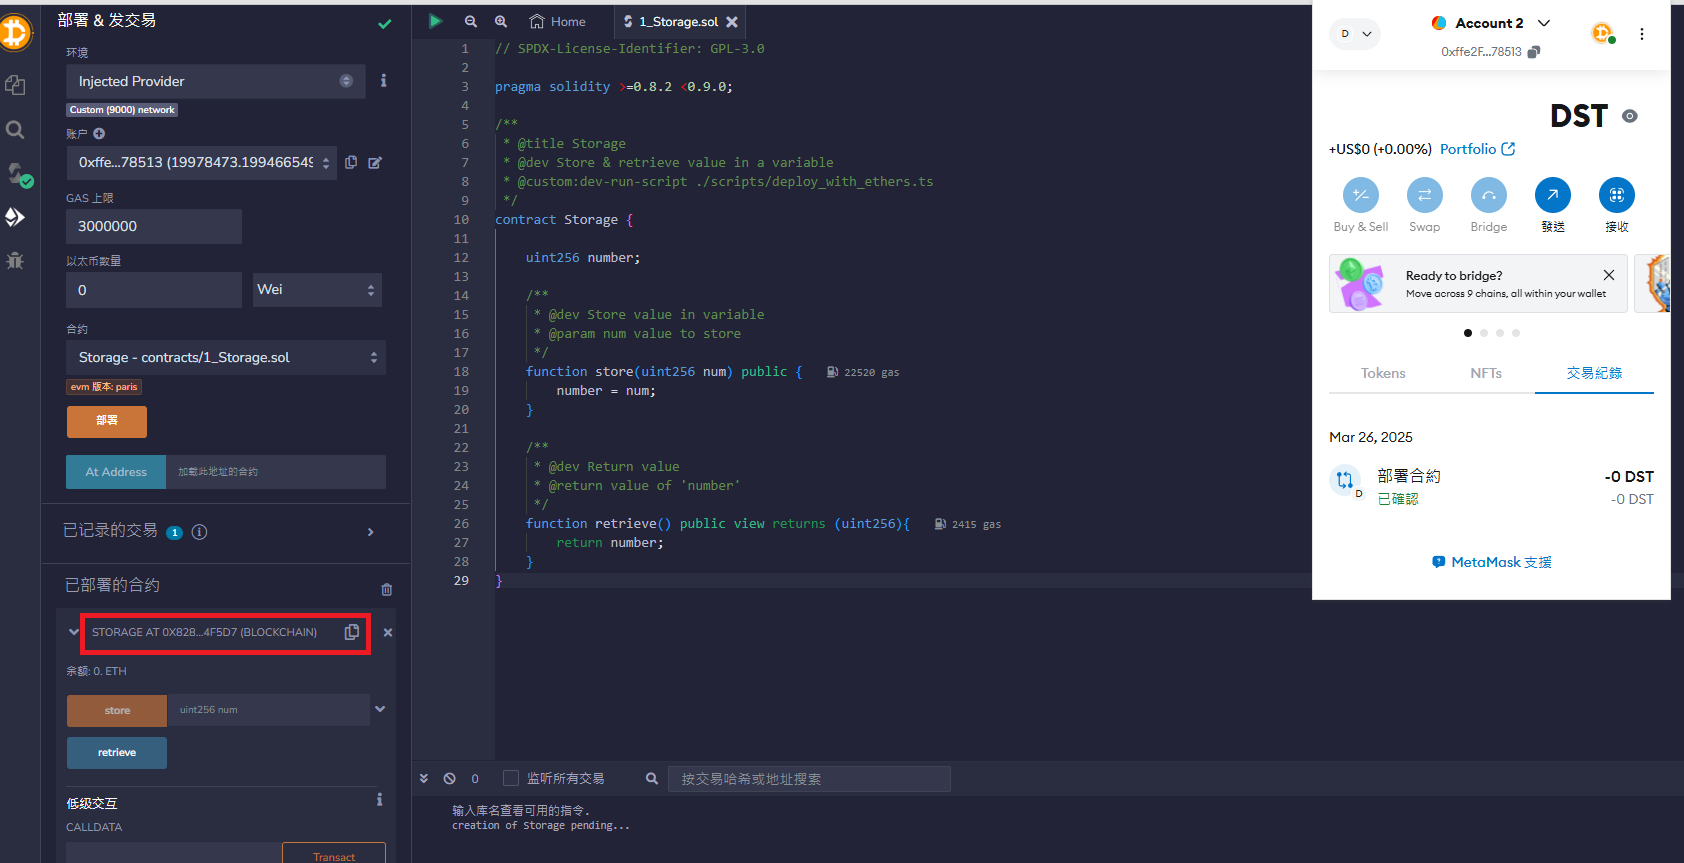 部署 & 发交易
环境
Injected Provider
Custom (9000) network
账户
0xffe...78513 (19978473.199466549
GAS 上限
3000000
以太币数量
0
Wei
合约
Storage - contracts/1_Storage.sol
evm 版本: paris
部署
At Address
加载此地址的合约
已记录的交易 1
已部署的合约
STORAGE AT 0X828...4F5D7 (BLOCKCHAIN)
余额: 0. ETH
store
uint256 num
retrieve
低级交互
CALLDATA
Transact
Home
1_Storage.sol
1 // SPDX-License-Identifier: GPL-3.0
2
3 pragma solidity >=0.8.2 <0.9.0;
4
5 /**
6 * @title Storage
7 * @dev Store & retrieve value in a variable
8 * @custom:dev-run-script ./scripts/deploy_with_ethers.ts
9 */
10 contract Storage {
11
12 uint256 number;
13
14 /**
15 * @dev Store value in variable
16 * @param num value to store
17 */
18 function store(uint256 num) public { 22520 gas
19 number = num;
20 }
21
22 /**
23 * @dev Return value
24 * @return value of 'number'
25 */
26 function retrieve() public view returns (uint256){ 2415 gas
27 return number;
28 }
29 }
0
监听所有交易
按交易哈希或地址搜索
输入库名查看可用的指令.
creation of Storage pending...
D
Account 2
0xffe2F...78513
DST
+US$0 (+0.00%) Portfolio
Buy & Sell
Swap
Bridge
發送
接收
Ready to bridge?
Move across 9 chains, all within your wallet
Tokens
NFTs
交易紀錄
Mar 26, 2025
D
部署合約
-0 DST
已確認
-0 DST
MetaMask 支援